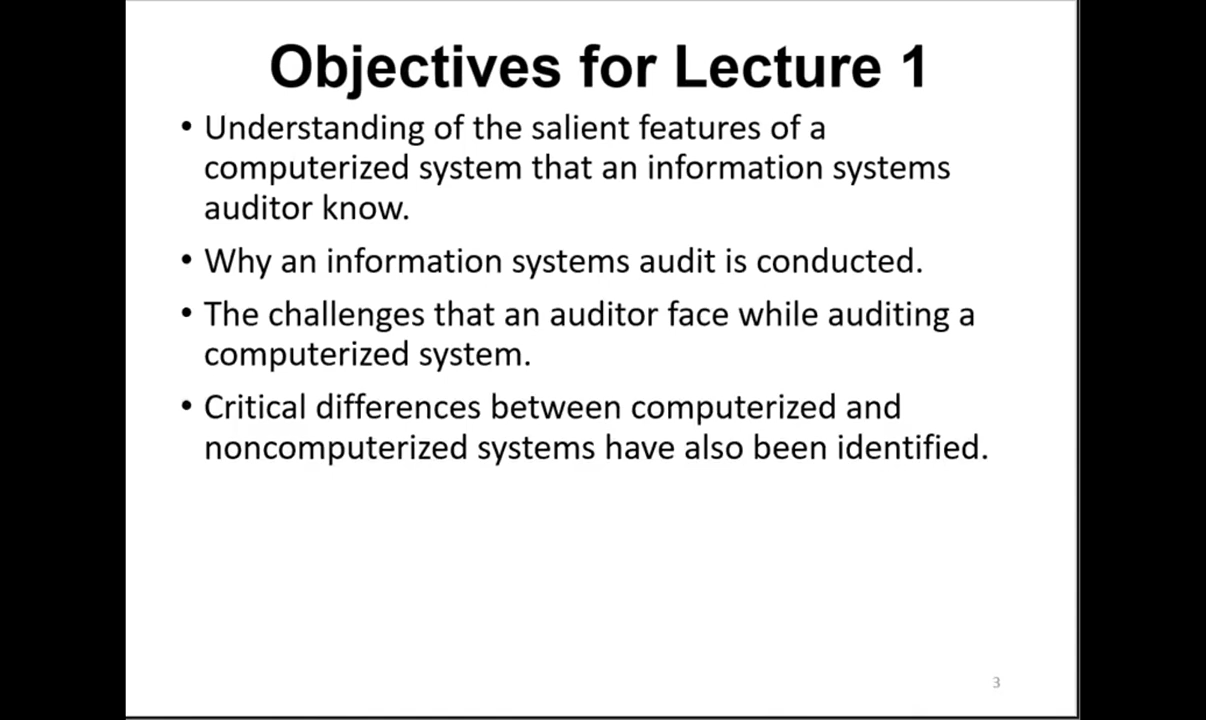 Objectives for Lecture 1
• Understanding of the salient features of a
computerized system that an information systems
auditor know.
• Why an information systems audit is conducted.
• The challenges that an auditor face while auditing a
computerized system.
• Critical differences between computerized and
noncomputerized systems have also been identified.
3